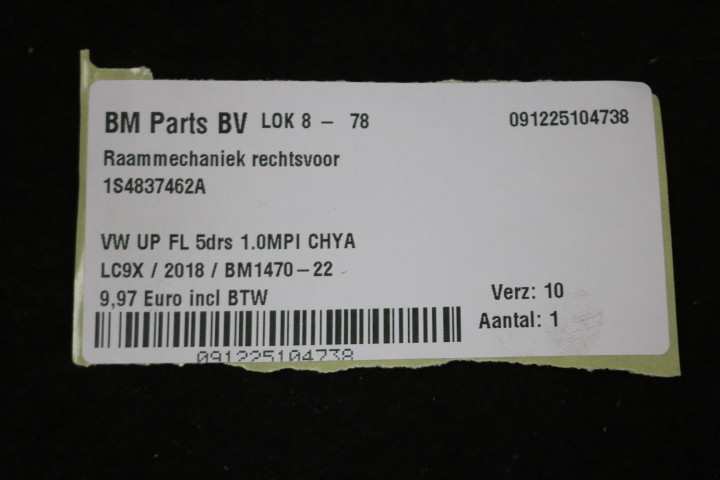 BM Parts BV LOK 8 - 78 091225104738
Raammechaniek rechtsvoor
1S4837462A
VW UP FL 5drs 1.0MPI CHYA
LC9X / 2018 / BM1470-22
9,97 Euro incl BTW Verz: 10
Aantal: 1
091225104738